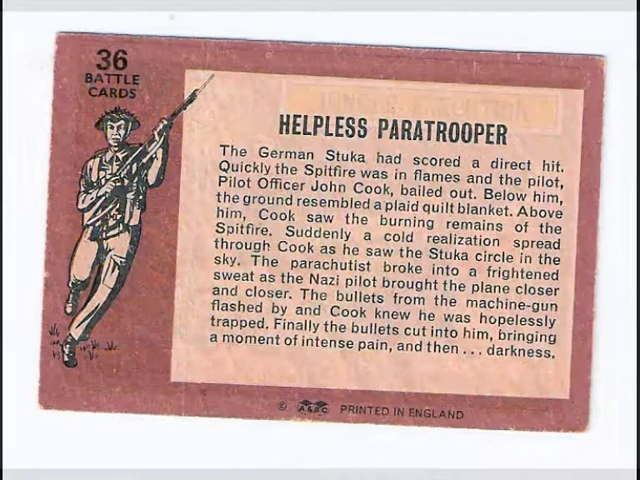 36
BATTLE
CARDS
HELPLESS PARATROOPER
The German Stuka had scored a direct hit.
Quickly the Spitfire was in flames and the pilot,
Pilot Officer John Cook, bailed out. Below him,
the ground resembled a plaid quilt blanket. Above
him, Cook saw the burning remains of the
Spitfire. Suddenly a cold realization spread
through Cook as he saw the Stuka circle in the
sky. The parachutist broke into a frightened
sweat as the Nazi pilot brought the plane closer
and closer. The bullets from the machine-gun
flashed by and Cook knew he was hopelessly
trapped. Finally the bullets cut into him, bringing
a moment of intense pain, and then . . . darkness.
© A&BC PRINTED IN ENGLAND